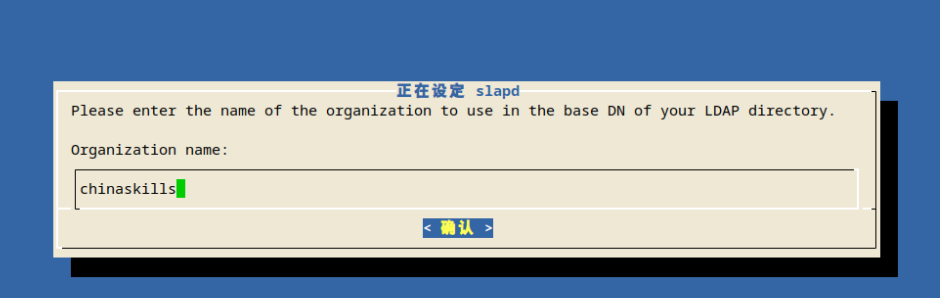 正在设定 slapd
Please enter the name of the organization to use in the base DN of your LDAP directory.
Organization name:
chinaskills
< 确认 >